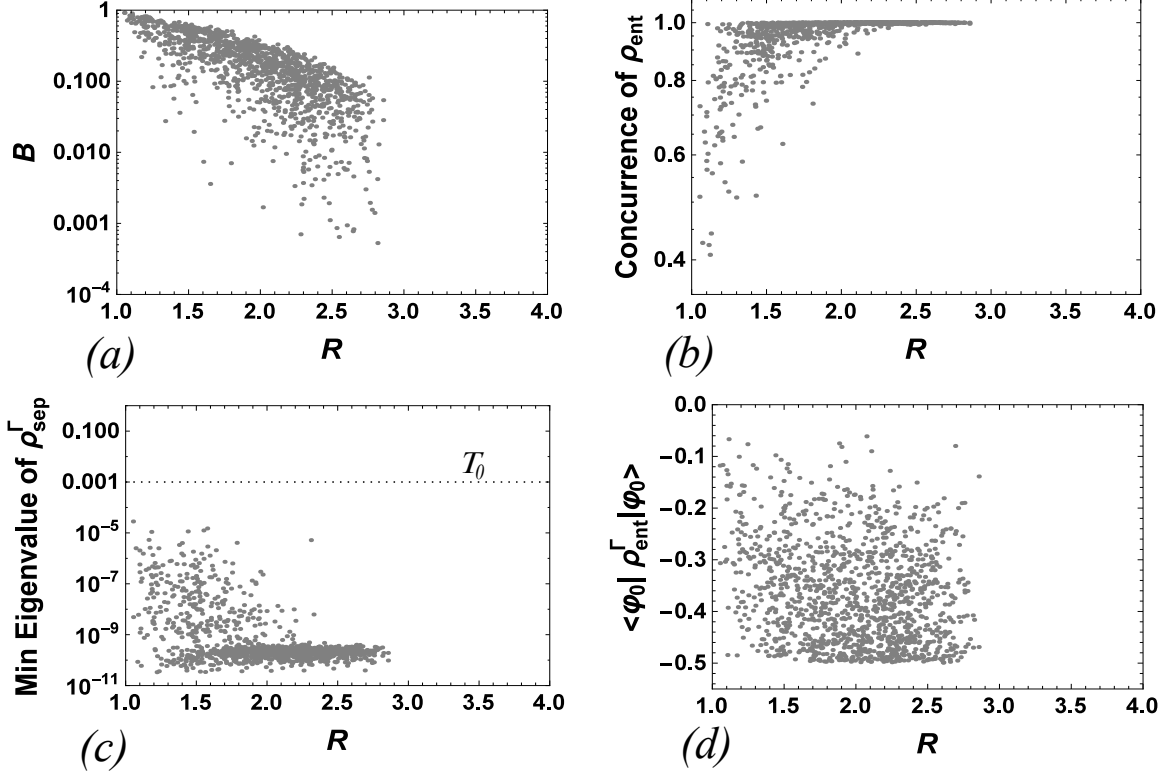 1
0.100
0.010
0.001
10⁻⁴
B
1.0 1.5 2.0 2.5 3.0 3.5 4.0
R
(a)
1.0
0.8
0.6
0.4
Concurrence of ρent
1.0 1.5 2.0 2.5 3.0 3.5 4.0
R
(b)
0.100
0.001
10⁻⁵
10⁻⁷
10⁻⁹
10⁻¹¹
T₀
Min Eigenvalue of ρ^Γ_sep
1.0 1.5 2.0 2.5 3.0 3.5 4.0
R
(c)
0.0
−0.1
−0.2
−0.3
−0.4
−0.5
<φ₀| ρ^Γ_ent |φ₀>
1.0 1.5 2.0 2.5 3.0 3.5 4.0
R
(d)